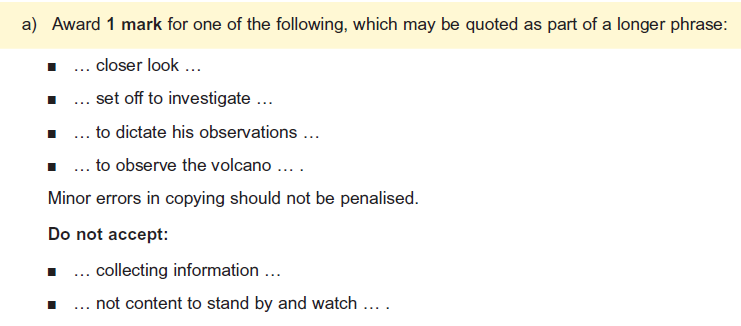 a) Award 1 mark for one of the following, which may be quoted as part of a longer phrase:
■ … closer look …
■ … set off to investigate …
■ … to dictate his observations …
■ … to observe the volcano … .
Minor errors in copying should not be penalised.
Do not accept:
■ … collecting information …
■ … not content to stand by and watch … .